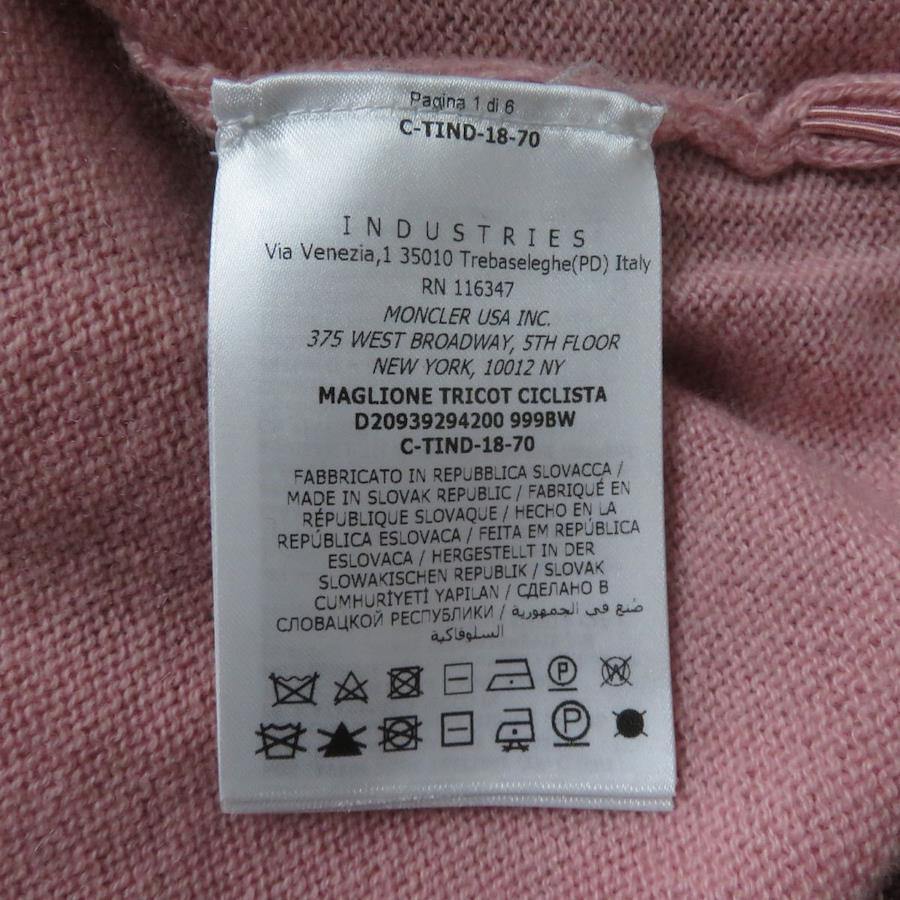 Pagina 1 di 6
C-TIND-18-70
INDUSTRIES
Via Venezia,1 35010 Trebaseleghe(PD) Italy
RN 116347
MONCLER USA INC.
375 WEST BROADWAY, 5TH FLOOR
NEW YORK, 10012 NY
MAGLIONE TRICOT CICLISTA
D20939294200 999BW
C-TIND-18-70
FABBRICATO IN REPUBBLICA SLOVACCA /
MADE IN SLOVAK REPUBLIC / FABRIQUÉ EN
RÉPUBLIQUE SLOVAQUE / HECHO EN LA
REPÚBLICA ESLOVACA / FEITA EM REPÚBLICA
ESLOVACA / HERGESTELLT IN DER
SLOWAKISCHEN REPUBLIK / SLOVAK
CUMHURİYETİ YAPILAN / СДЕЛАНО В
СЛОВАЦКОЙ РЕСПУБЛИКИ / صُنع في الجمهورية
السلوفاكية
P W
P